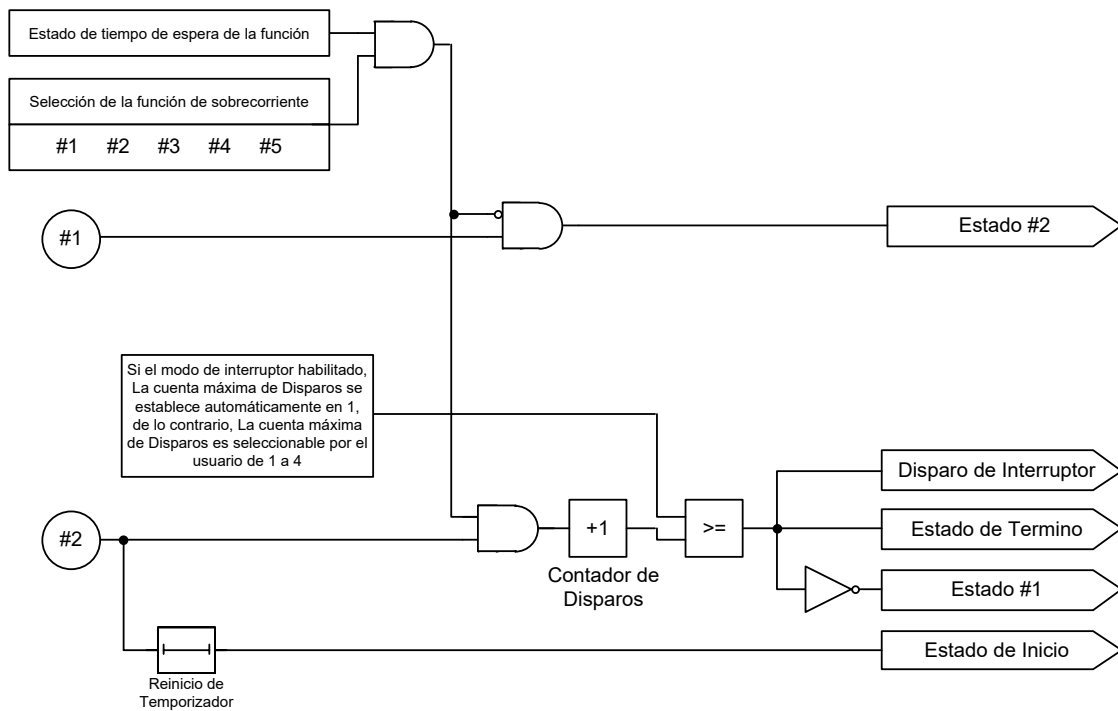 Estado de tiempo de espera de la función
Selección de la función de sobrecorriente
#1 #2 #3 #4 #5
#1
Estado #2
Si el modo de interruptor habilitado,
La cuenta máxima de Disparos se
establece automáticamente en 1,
de lo contrario, La cuenta máxima
de Disparos es seleccionable por el
usuario de 1 a 4
Disparo de Interruptor
#2
+1
>=
Estado de Termino
Contador de
Disparos
Estado #1
Estado de Inicio
Reinicio de
Temporizador